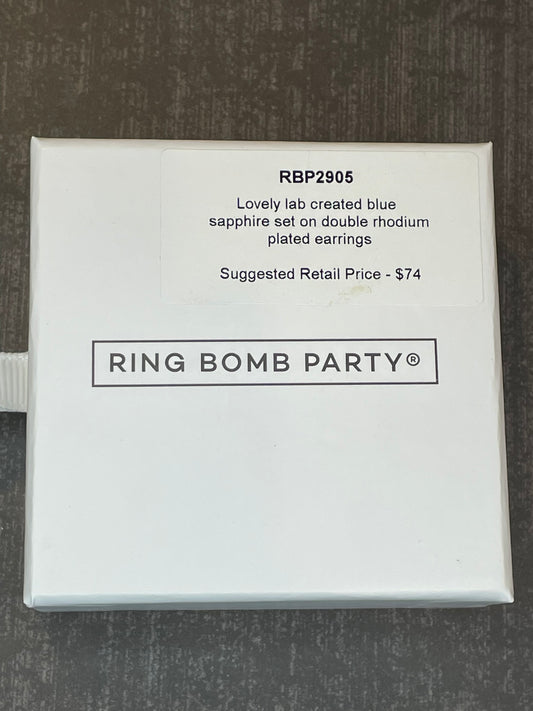 RBP2905
Lovely lab created blue
sapphire set on double rhodium
plated earrings
Suggested Retail Price - $74
RING BOMB PARTY®